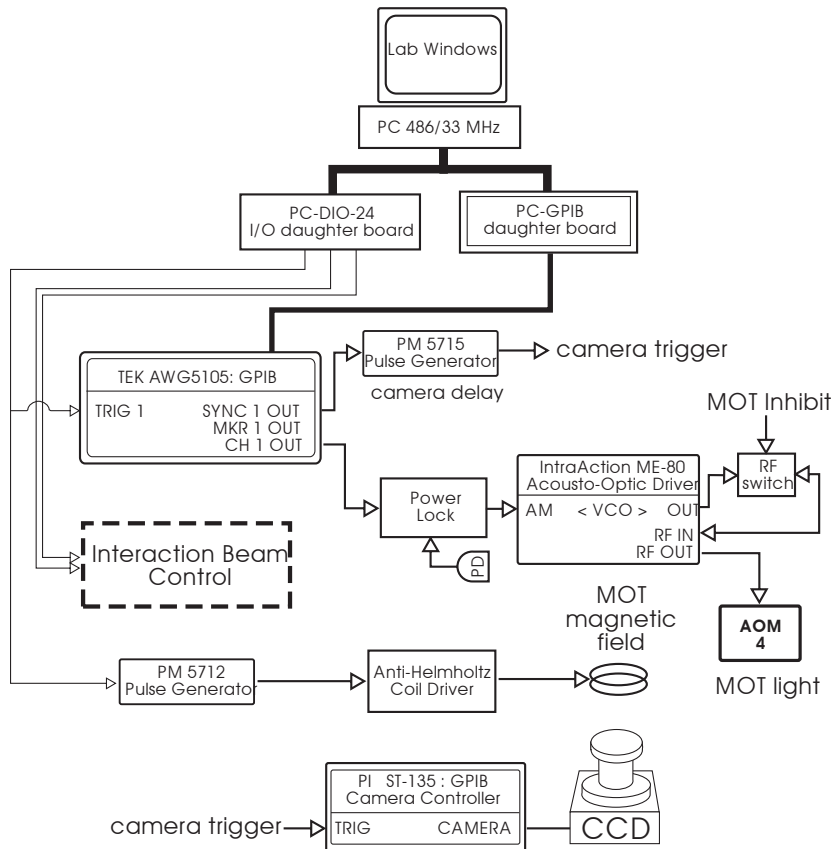 Lab Windows
PC 486/33 MHz
PC-DIO-24
I/O daughter board
PC-GPIB
daughter board
PM 5715
Pulse Generator
camera trigger
camera delay
TEK AWG5105: GPIB
TRIG 1
SYNC 1 OUT
MKR 1 OUT
CH 1 OUT
MOT Inhibit
RF
switch
IntraAction ME-80
Acousto-Optic Driver
AM < VCO > OUT
RF IN
RF OUT
Power
Lock
PD
Interaction Beam
Control
MOT
magnetic
field
AOM
4
MOT light
PM 5712
Pulse Generator
Anti-Helmholtz
Coil Driver
PI ST-135 : GPIB
Camera Controller
camera trigger
TRIG CAMERA
CCD